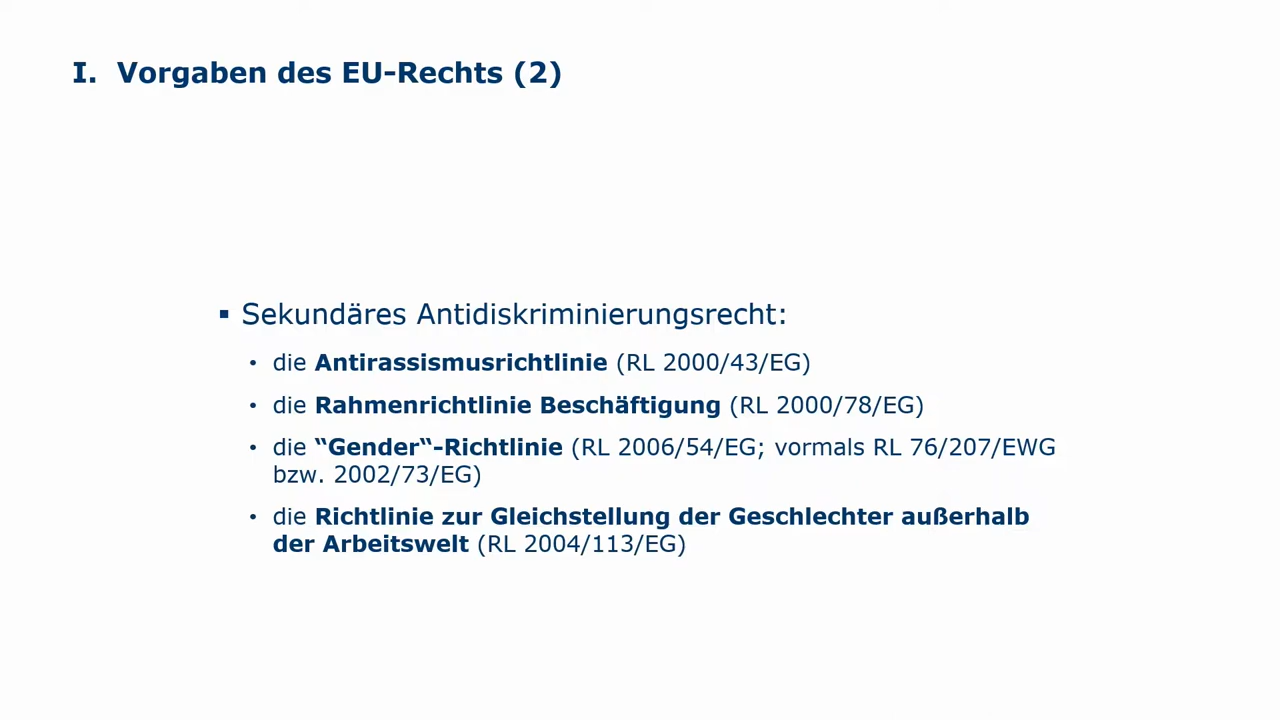 I. Vorgaben des EU-Rechts (2)
▪ Sekundäres Antidiskriminierungsrecht:
• die Antirassismusrichtlinie (RL 2000/43/EG)
• die Rahmenrichtlinie Beschäftigung (RL 2000/78/EG)
• die “Gender“-Richtlinie (RL 2006/54/EG; vormals RL 76/207/EWG
bzw. 2002/73/EG)
• die Richtlinie zur Gleichstellung der Geschlechter außerhalb
der Arbeitswelt (RL 2004/113/EG)